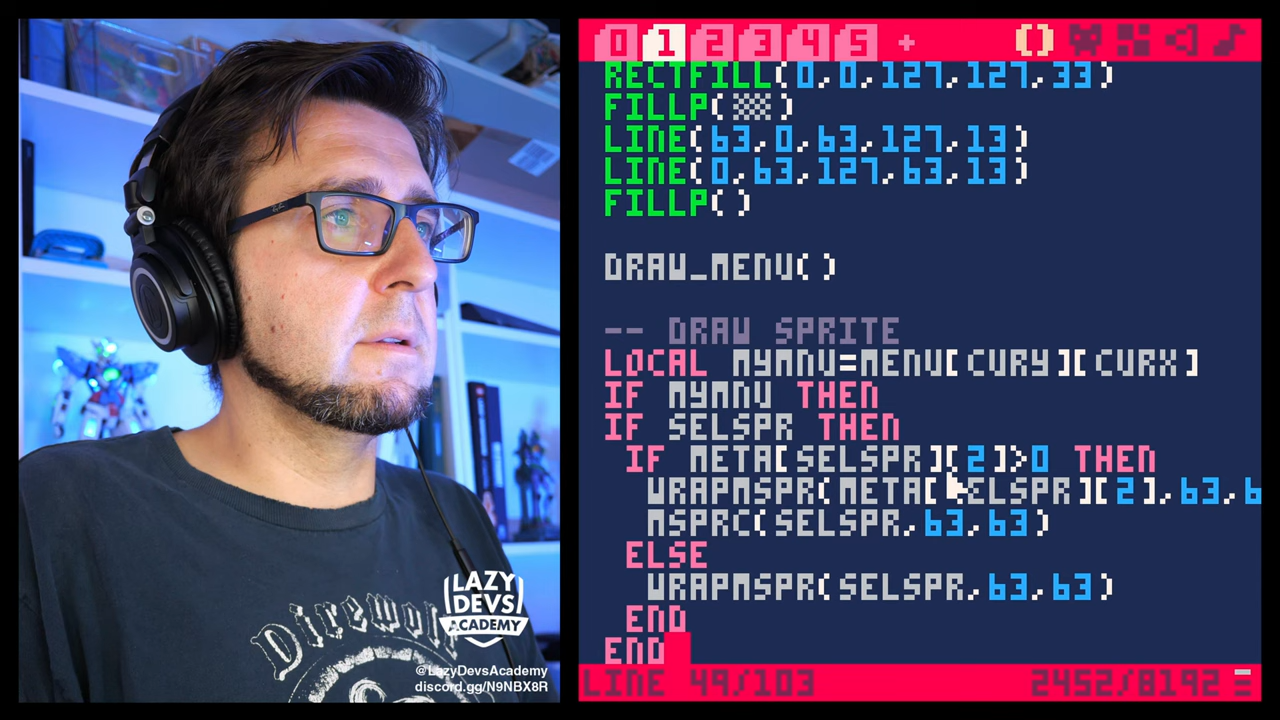 0 1 2 3 4 5 +
RECTFILL(0,0,127,127,33)
FILLP(▒)
LINE(63,0,63,127,13)
LINE(0,63,127,63,13)
FILLP()
DRAW_MENU()
-- DRAW SPRITE
LOCAL MYMNU=MENU[CURY][CURX]
IF MYMNU THEN
IF SELSPR THEN
IF META[SELSPR][2]>0 THEN
WRAPMSPR(META[SELSPR][2],63,6
MSPRC(SELSPR,63,63)
ELSE
WRAPMSPR(SELSPR,63,63)
END
END
LINE 49/103 2452/8192
Direwol
LAZY
DEVS
ACADEMY
@LazyDevsAcademy
discord.gg/N9NBX8R